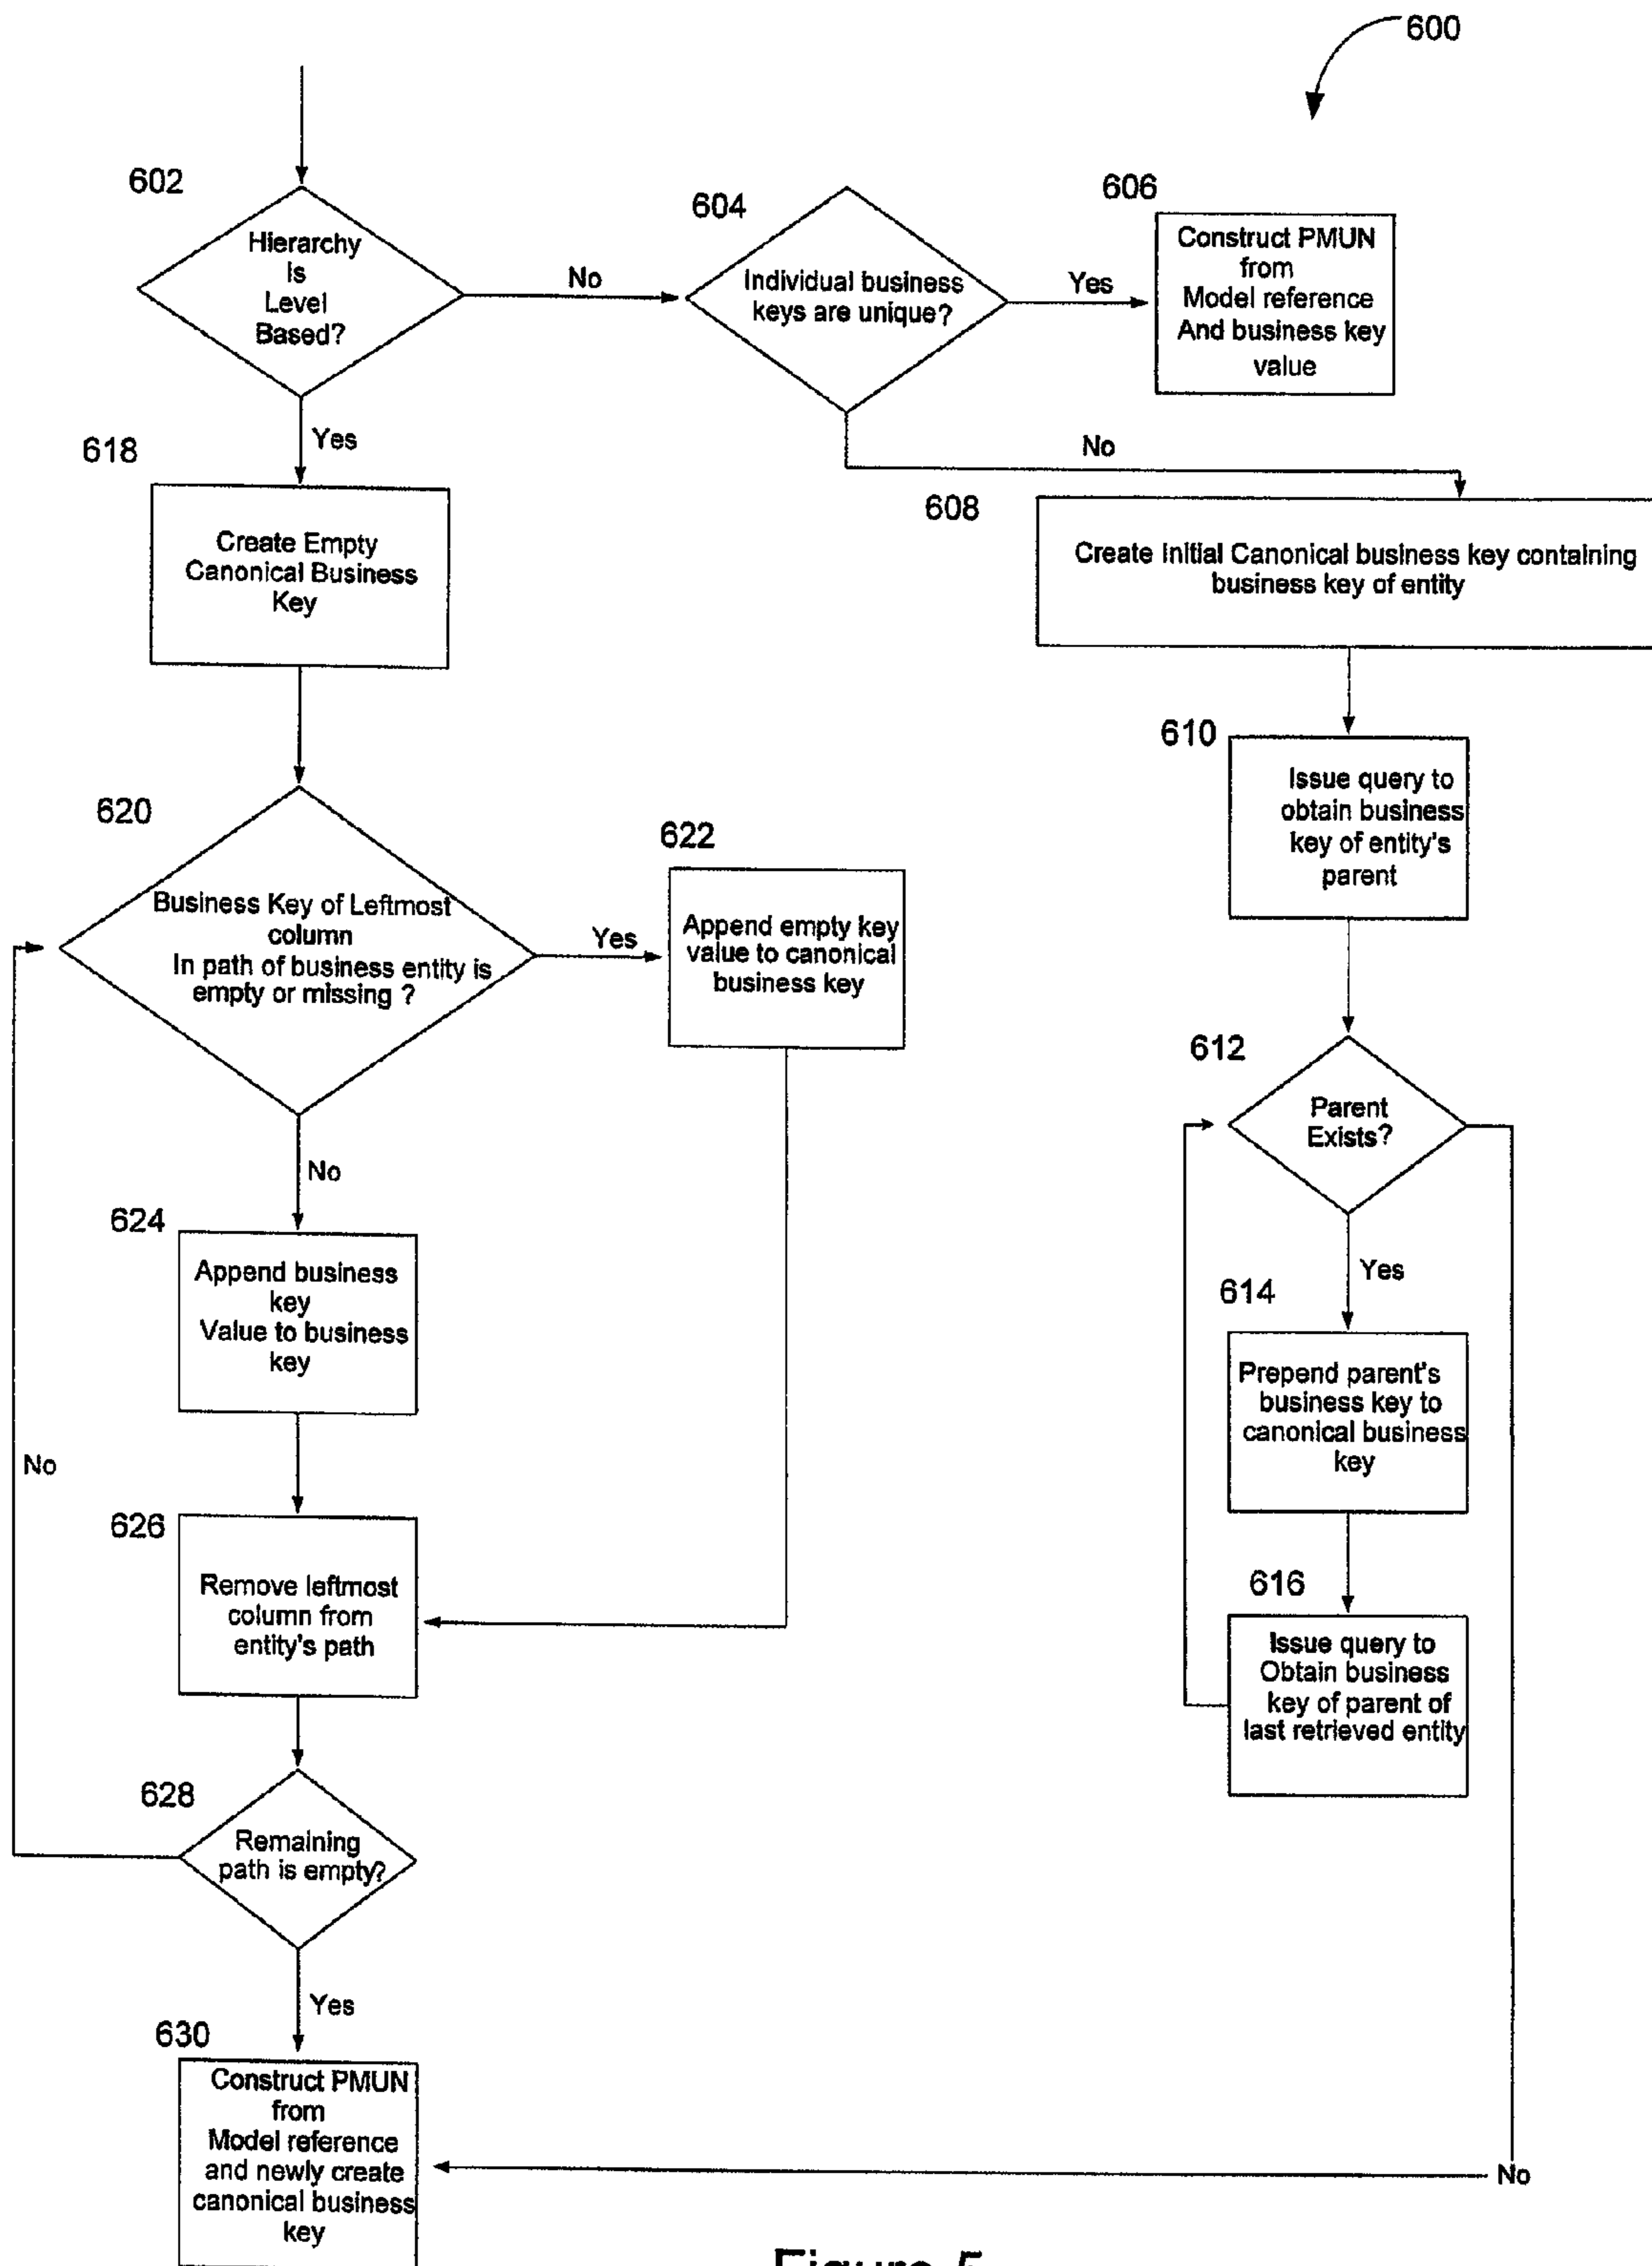 600
602
Hierarchy
is
Level
Based?
No
604
Individual business
keys are unique?
Yes
606
Construct PMUN
from
Model reference
And business key
value
Yes
No
618
Create Empty
Canonical Business
Key
608
Create Initial Canonical business key containing
business key of entity
610
Issue query to
obtain business
key of entity's
parent
620
Business Key of Leftmost
column
In path of business entity is
empty or missing ?
Yes
622
Append empty key
value to canonical
business key
612
Parent
Exists?
No
624
Append business
key
Value to business
key
Yes
614
Prepend parent's
business key to
canonical business
key
No
626
Remove leftmost
column from
entity's path
616
Issue query to
Obtain business
key of parent of
last retrieved entity
628
Remaining
path is empty?
Yes
630
Construct PMUN
from
Model reference
and newly create
canonical business
key
No
Figure 5